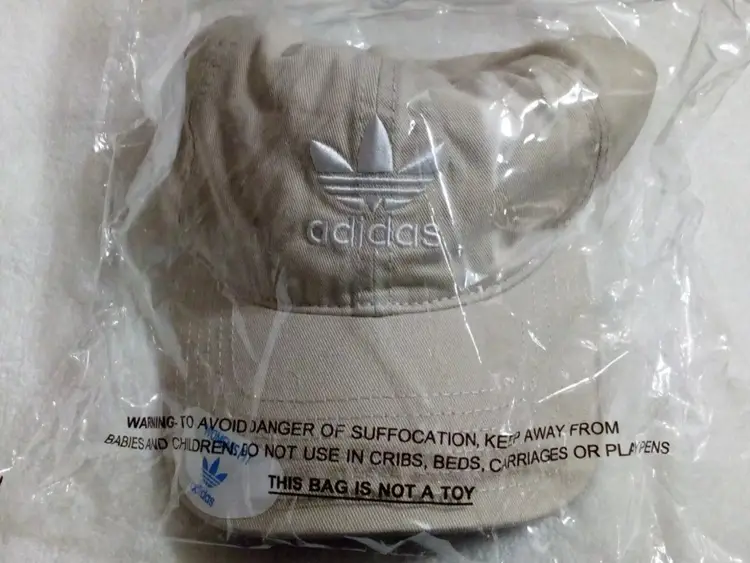 adidas
WARNING- TO AVOID DANGER OF SUFFOCATION, KEEP AWAY FROM
BABIES AND CHILDREN. DO NOT USE IN CRIBS, BEDS, CARRIAGES OR PLAYPENS
THIS BAG IS NOT A TOY
adidas